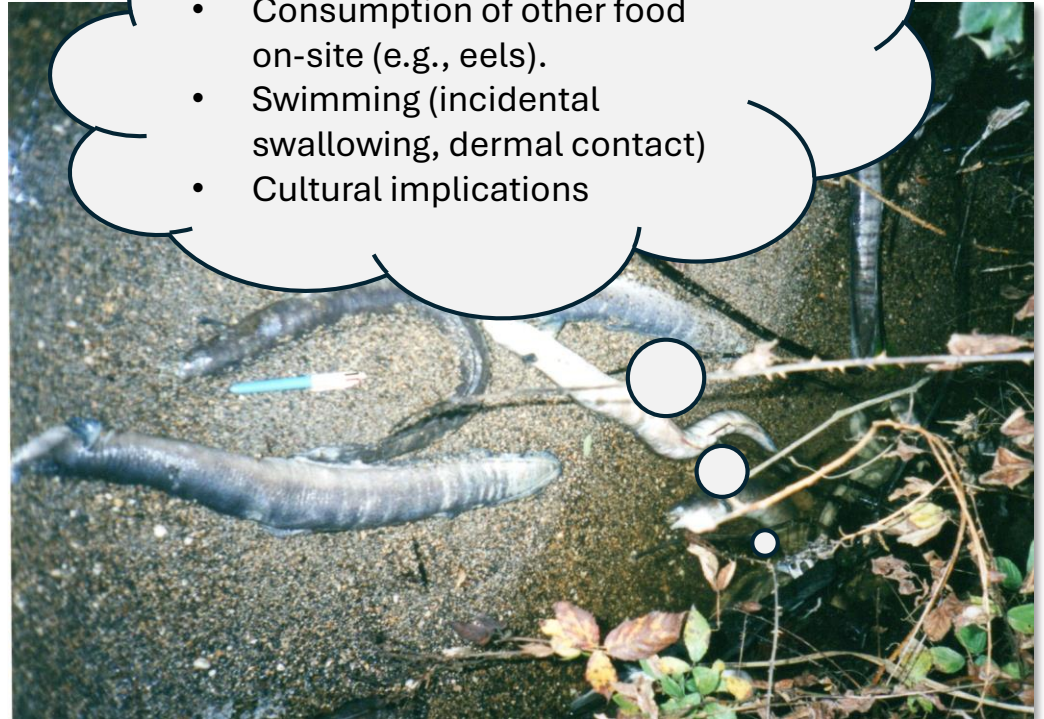 • Consumption of other food
on-site (e.g., eels).
• Swimming (incidental
swallowing, dermal contact)
• Cultural implications